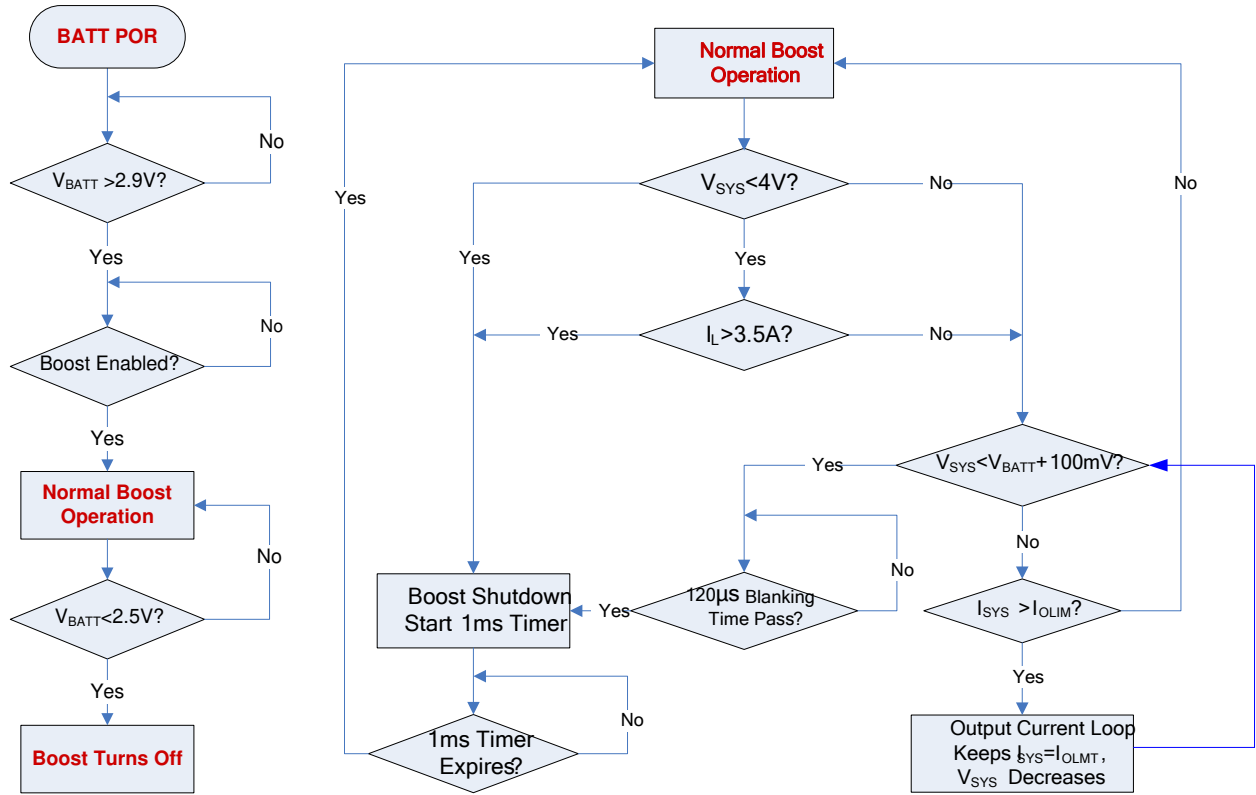 BATT POR
No
VBATT >2.9V?
Yes
No
Boost Enabled?
Yes
Normal Boost
Operation
No
VBATT<2.5V?
Yes
Boost Turns Off
Normal Boost
Operation
VSYS<4V?
No
No
Yes
Yes
Yes
IL>3.5A?
Yes
No
VSYS<VBATT+100mV?
Yes
No
No
Boost Shutdown
Start 1ms Timer
Yes
120µs Blanking
Time Pass?
ISYS >IOLIM?
Yes
No
1ms Timer
Expires?
Output Current Loop
Keeps ISYS=IOLMT,
VSYS Decreases